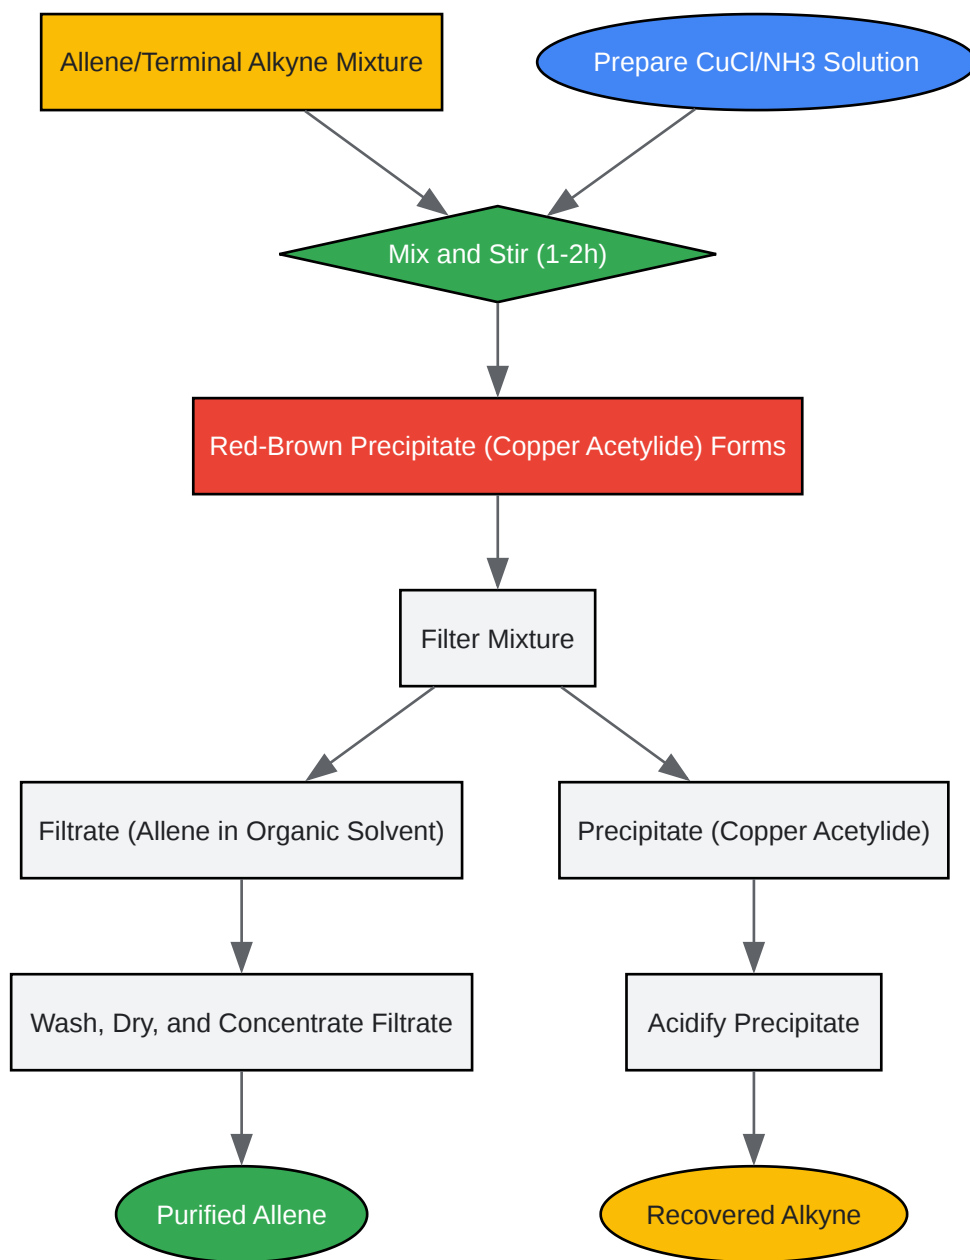 Allene/Terminal Alkyne Mixture
Prepare CuCl/NH3 Solution
Mix and Stir (1-2h)
Red-Brown Precipitate (Copper Acetylide) Forms
Filter Mixture
Filtrate (Allene in Organic Solvent)
Precipitate (Copper Acetylide)
Wash, Dry, and Concentrate Filtrate
Acidify Precipitate
Purified Allene
Recovered Alkyne